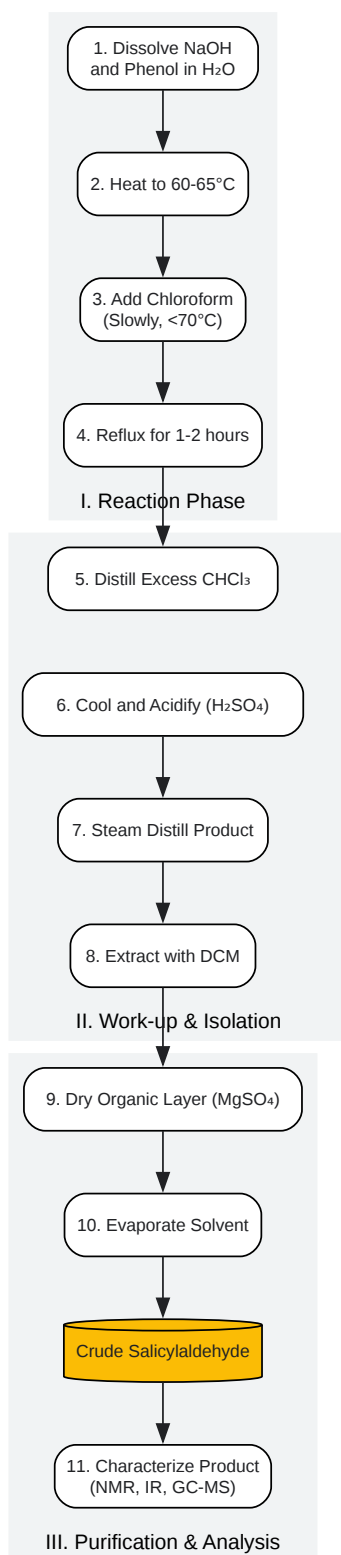 1. Dissolve NaOH
and Phenol in H₂O
2. Heat to 60-65°C
3. Add Chloroform
(Slowly, <70°C)
4. Reflux for 1-2 hours
I. Reaction Phase
5. Distill Excess CHCl₃
6. Cool and Acidify (H₂SO₄)
7. Steam Distill Product
8. Extract with DCM
II. Work-up & Isolation
9. Dry Organic Layer (MgSO₄)
10. Evaporate Solvent
Crude Salicylaldehyde
11. Characterize Product
(NMR, IR, GC-MS)
III. Purification & Analysis